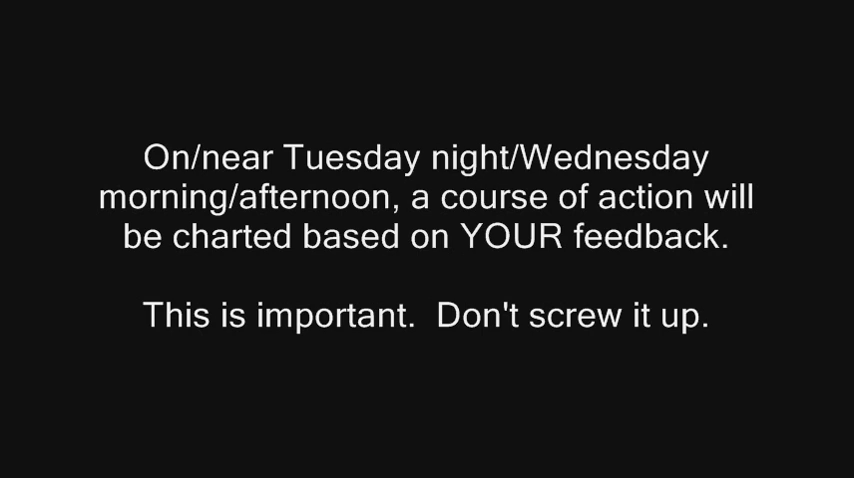 On/near Tuesday night/Wednesday
morning/afternoon, a course of action will
be charted based on YOUR feedback.
This is important.  Don't screw it up.